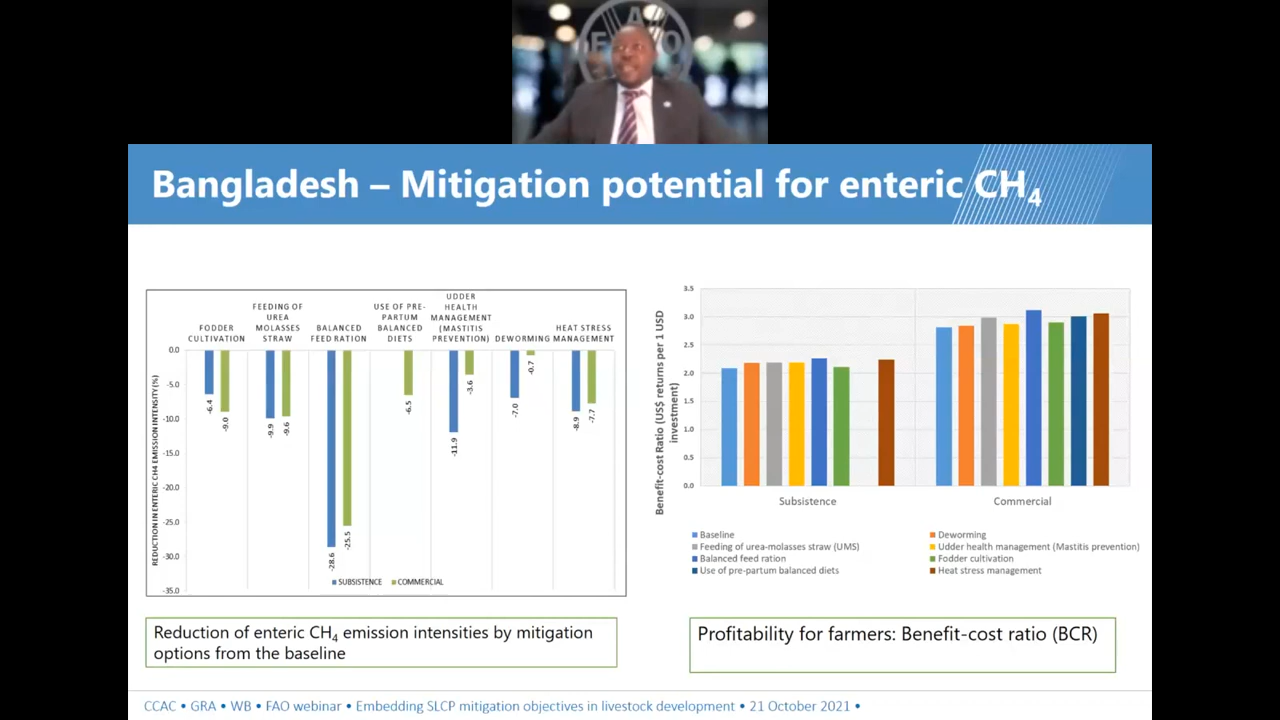 FAO
Bangladesh – Mitigation potential for enteric CH₄
FODDER
CULTIVATION
FEEDING OF
UREA
MOLASSES
STRAW
BALANCED
FEED RATION
USE OF PRE-
PARTUM
BALANCED
DIETS
UDDER
HEALTH
MANAGEMENT
(MASTITIS
PREVENTION)
DEWORMING
HEAT STRESS
MANAGEMENT
REDUCTION IN ENTERIC CH4 EMISSION INTENSITY (%)
0.0
-5.0
-10.0
-15.0
-20.0
-25.0
-30.0
-35.0
-6.4
-9.0
-9.9
-9.6
-28.6
-25.5
-6.5
-11.9
-3.6
-7.0
-0.7
-8.9
-7.7
SUBSISTENCE
COMMERCIAL
Reduction of enteric CH₄ emission intensities by mitigation
options from the baseline
Benefit-cost Ratio (US$ returns per 1 USD
investment)
3.5
3.0
2.5
2.0
1.5
1.0
0.5
0.0
Subsistence
Commercial
Baseline
Deworming
Feeding of urea-molasses straw (UMS)
Udder health management (Mastitis prevention)
Balanced feed ration
Fodder cultivation
Use of pre-partum balanced diets
Heat stress management
Profitability for farmers: Benefit-cost ratio (BCR)
CCAC • GRA • WB • FAO webinar • Embedding SLCP mitigation objectives in livestock development • 21 October 2021 •